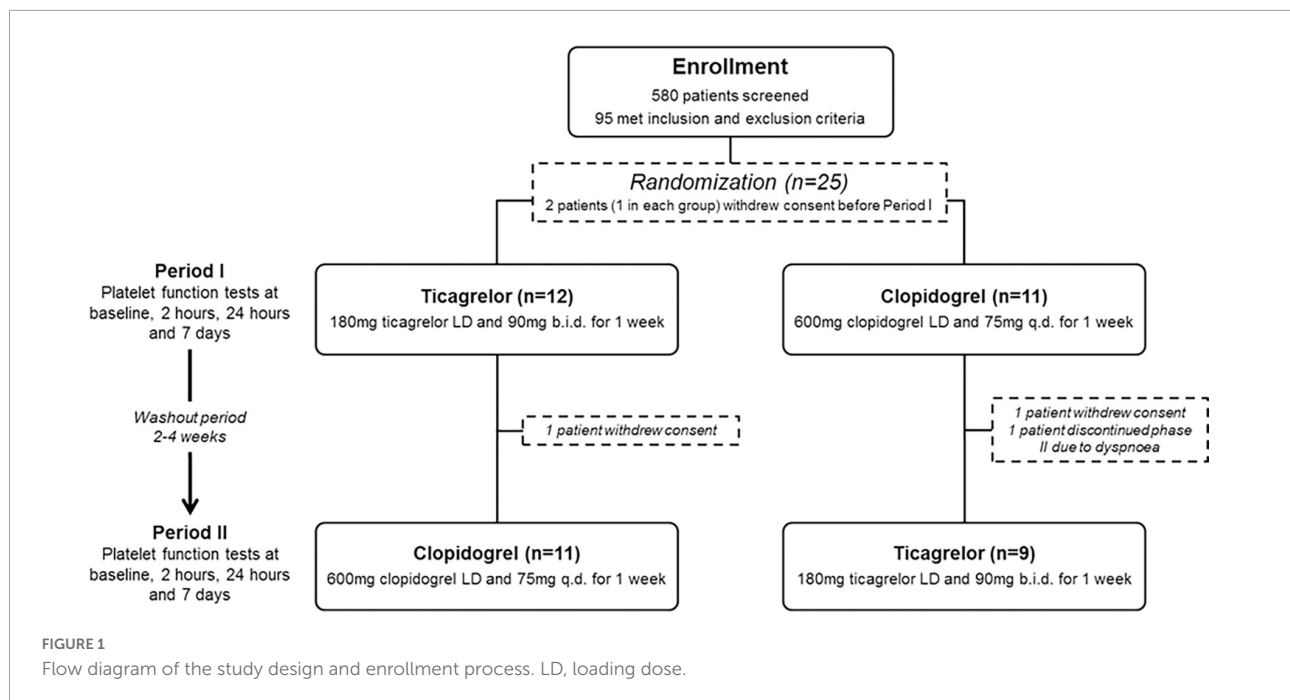 Enrollment
580 patients screened
95 met inclusion and exclusion criteria
Randomization (n=25)
2 patients (1 in each group) withdrew consent before Period I
Period I
Platelet function tests at
baseline, 2 hours, 24 hours
and 7 days
Ticagrelor (n=12)
180mg ticagrelor LD and 90mg b.i.d. for 1 week
Clopidogrel (n=11)
600mg clopidogrel LD and 75mg q.d. for 1 week
Washout period
2-4 weeks
1 patient withdrew consent
1 patient withdrew consent
1 patient discontinued phase
II due to dyspnoea
Period II
Platelet function tests at
baseline, 2 hours, 24 hours
and 7 days
Clopidogrel (n=11)
600mg clopidogrel LD and 75mg q.d. for 1 week
Ticagrelor (n=9)
180mg ticagrelor LD and 90mg b.i.d. for 1 week
FIGURE 1
Flow diagram of the study design and enrollment process. LD, loading dose.